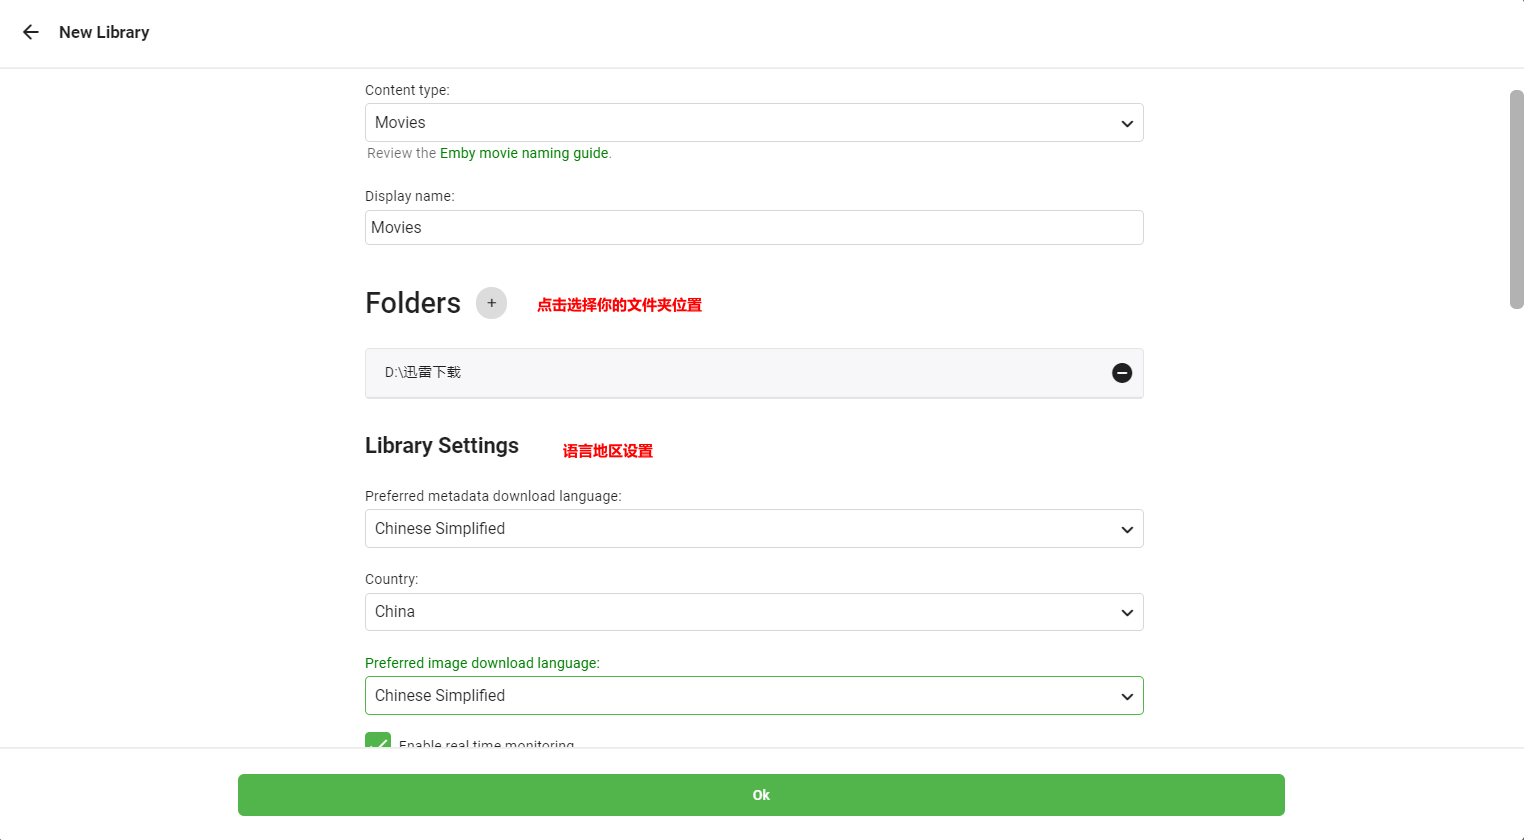 New Library
Content type:
Movies
Review the Emby movie naming guide.
Display name:
Movies
Folders + 点击选择你的文件夹位置
D:\迅雷下载
Library Settings 语言地区设置
Preferred metadata download language:
Chinese Simplified
Country:
China
Preferred image download language:
Chinese Simplified
Enable real time monitoring
Ok